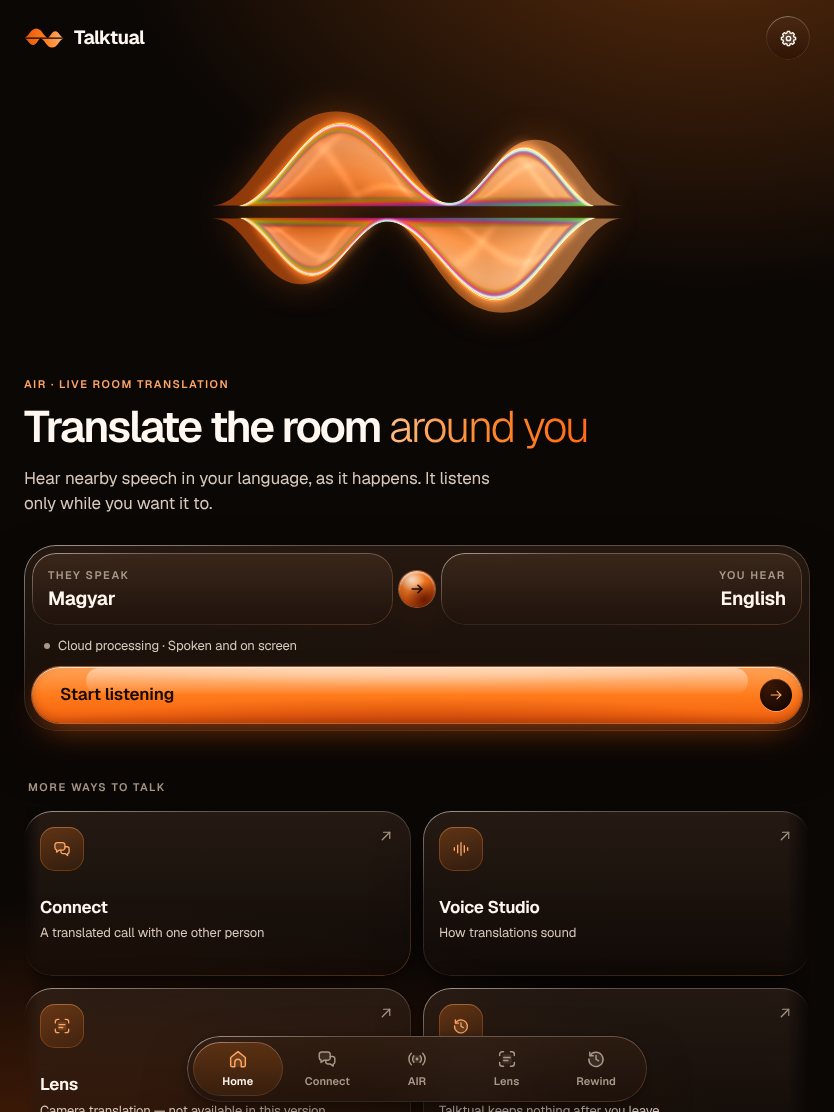 Talktual
AIR · LIVE ROOM TRANSLATION
Translate the room around you
Hear nearby speech in your language, as it happens. It listens
only while you want it to.
THEY SPEAK
Magyar
YOU HEAR
English
Cloud processing · Spoken and on screen
Start listening
MORE WAYS TO TALK
Connect
A translated call with one other person
Voice Studio
How translations sound
Lens
Camera translation — not available in this version
Talktual keeps nothing after you leave
Home
Connect
AIR
Lens
Rewind